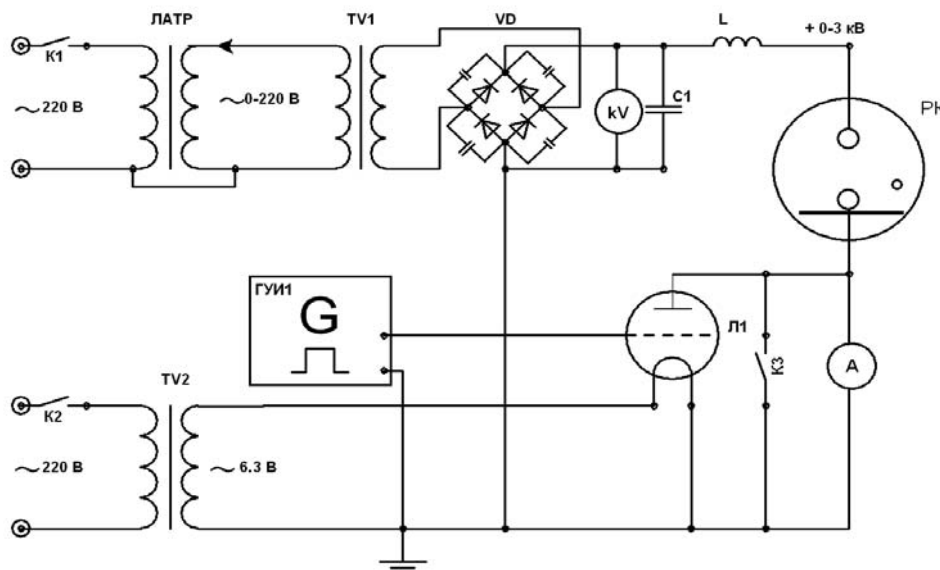 ЛАТР
TV1
VD
L
+ 0-3 кВ
К1
~ 220 В
~0-220 В
kV
C1
ГУИ1
G
Л1
К3
A
TV2
К2
~ 220 В
~ 6.3 В